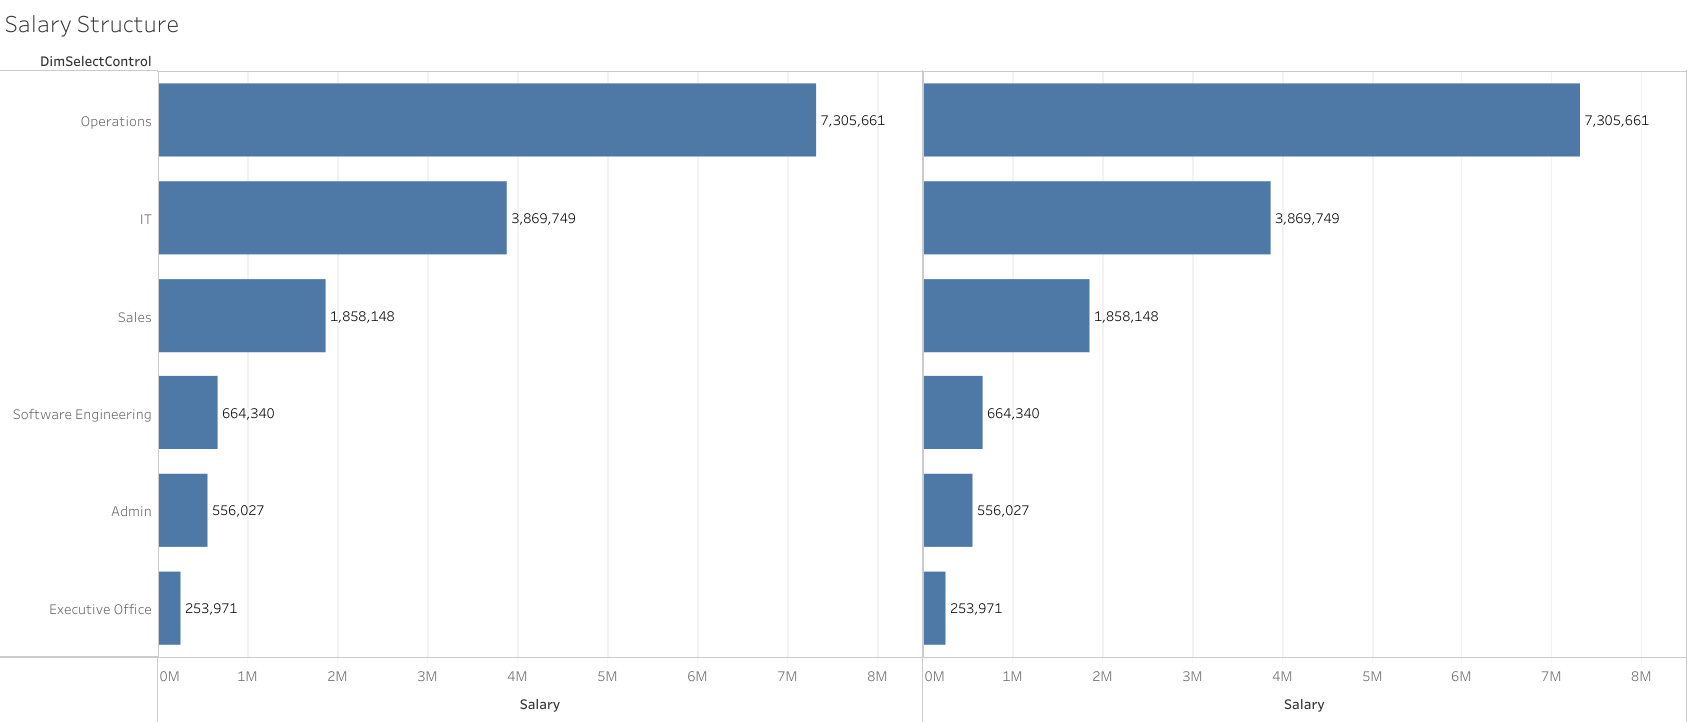 Salary Structure
DimSelectControl
Operations 7,305,661 7,305,661
IT 3,869,749 3,869,749
Sales 1,858,148 1,858,148
Software Engineering 664,340 664,340
Admin 556,027 556,027
Executive Office 253,971 253,971
0M 1M 2M 3M 4M 5M 6M 7M 8M 0M 1M 2M 3M 4M 5M 6M 7M 8M
Salary Salary